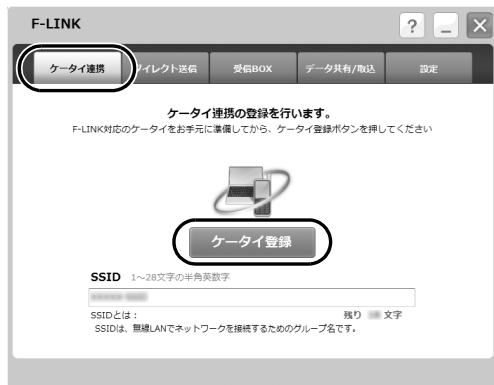 F-LINK
?
ケータイ連携
イレクト送信
受信BOX
データ共有/取込
設定
ケータイ連携の登録を行います。
F-LINK対応のケータイをお手元に準備してから、ケータイ登録ボタンを押してください
ケータイ登録
SSID 1～28文字の半角英数字
SSIDとは：
残り 文字
SSIDは、無線LANでネットワークを接続するためのグループ名です。